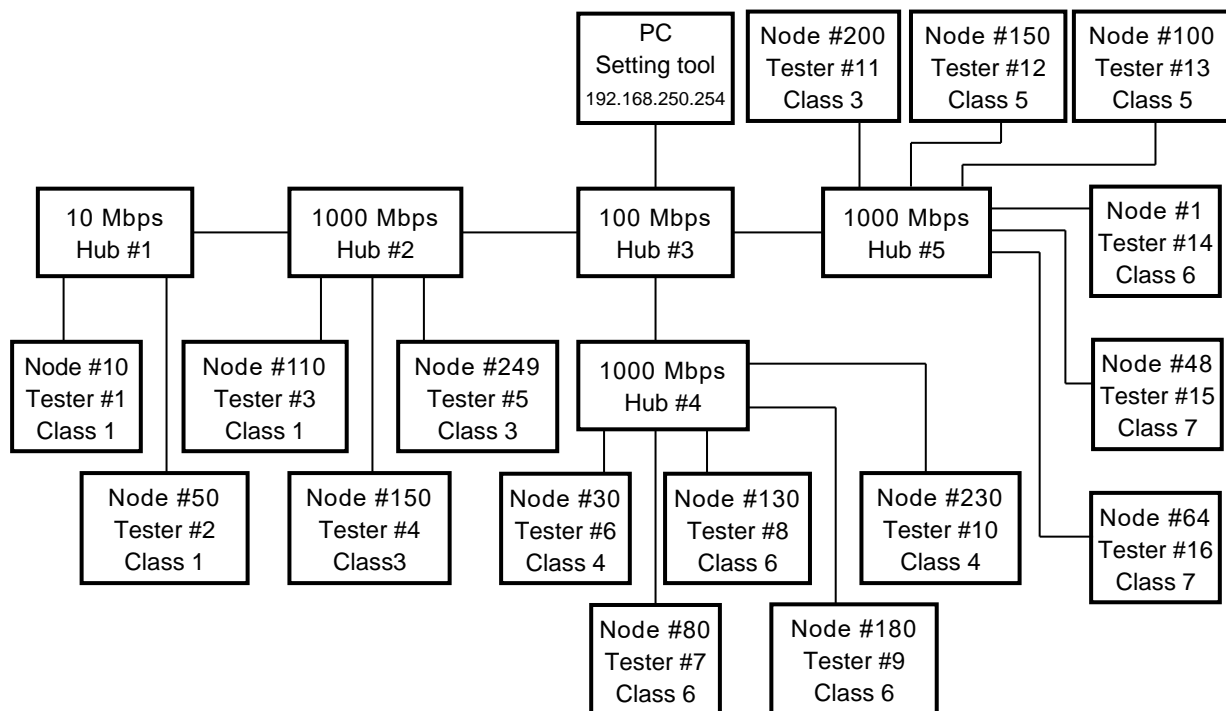 PC
Setting tool
192.168.250.254
Node #200
Tester #11
Class 3
Node #150
Tester #12
Class 5
Node #100
Tester #13
Class 5
10 Mbps
Hub #1
1000 Mbps
Hub #2
100 Mbps
Hub #3
1000 Mbps
Hub #5
Node #1
Tester #14
Class 6
Node #10
Tester #1
Class 1
Node #110
Tester #3
Class 1
Node #249
Tester #5
Class 3
1000 Mbps
Hub #4
Node #48
Tester #15
Class 7
Node #50
Tester #2
Class 1
Node #150
Tester #4
Class3
Node #30
Tester #6
Class 4
Node #130
Tester #8
Class 6
Node #230
Tester #10
Class 4
Node #64
Tester #16
Class 7
Node #80
Tester #7
Class 6
Node #180
Tester #9
Class 6